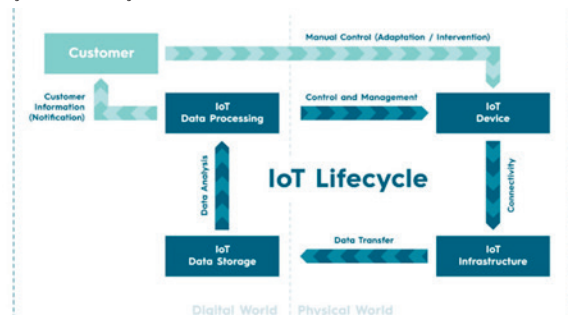 Manual Control (Adaptation / Intervention)
Customer
Customer
Information
(Notification)
IoT
Data Processing
Control and Management
IoT
Device
Data Analysis
IoT Lifecycle
Connectivity
IoT
Data Storage
Data Transfer
IoT
Infrastructure
Digital World
Physical World